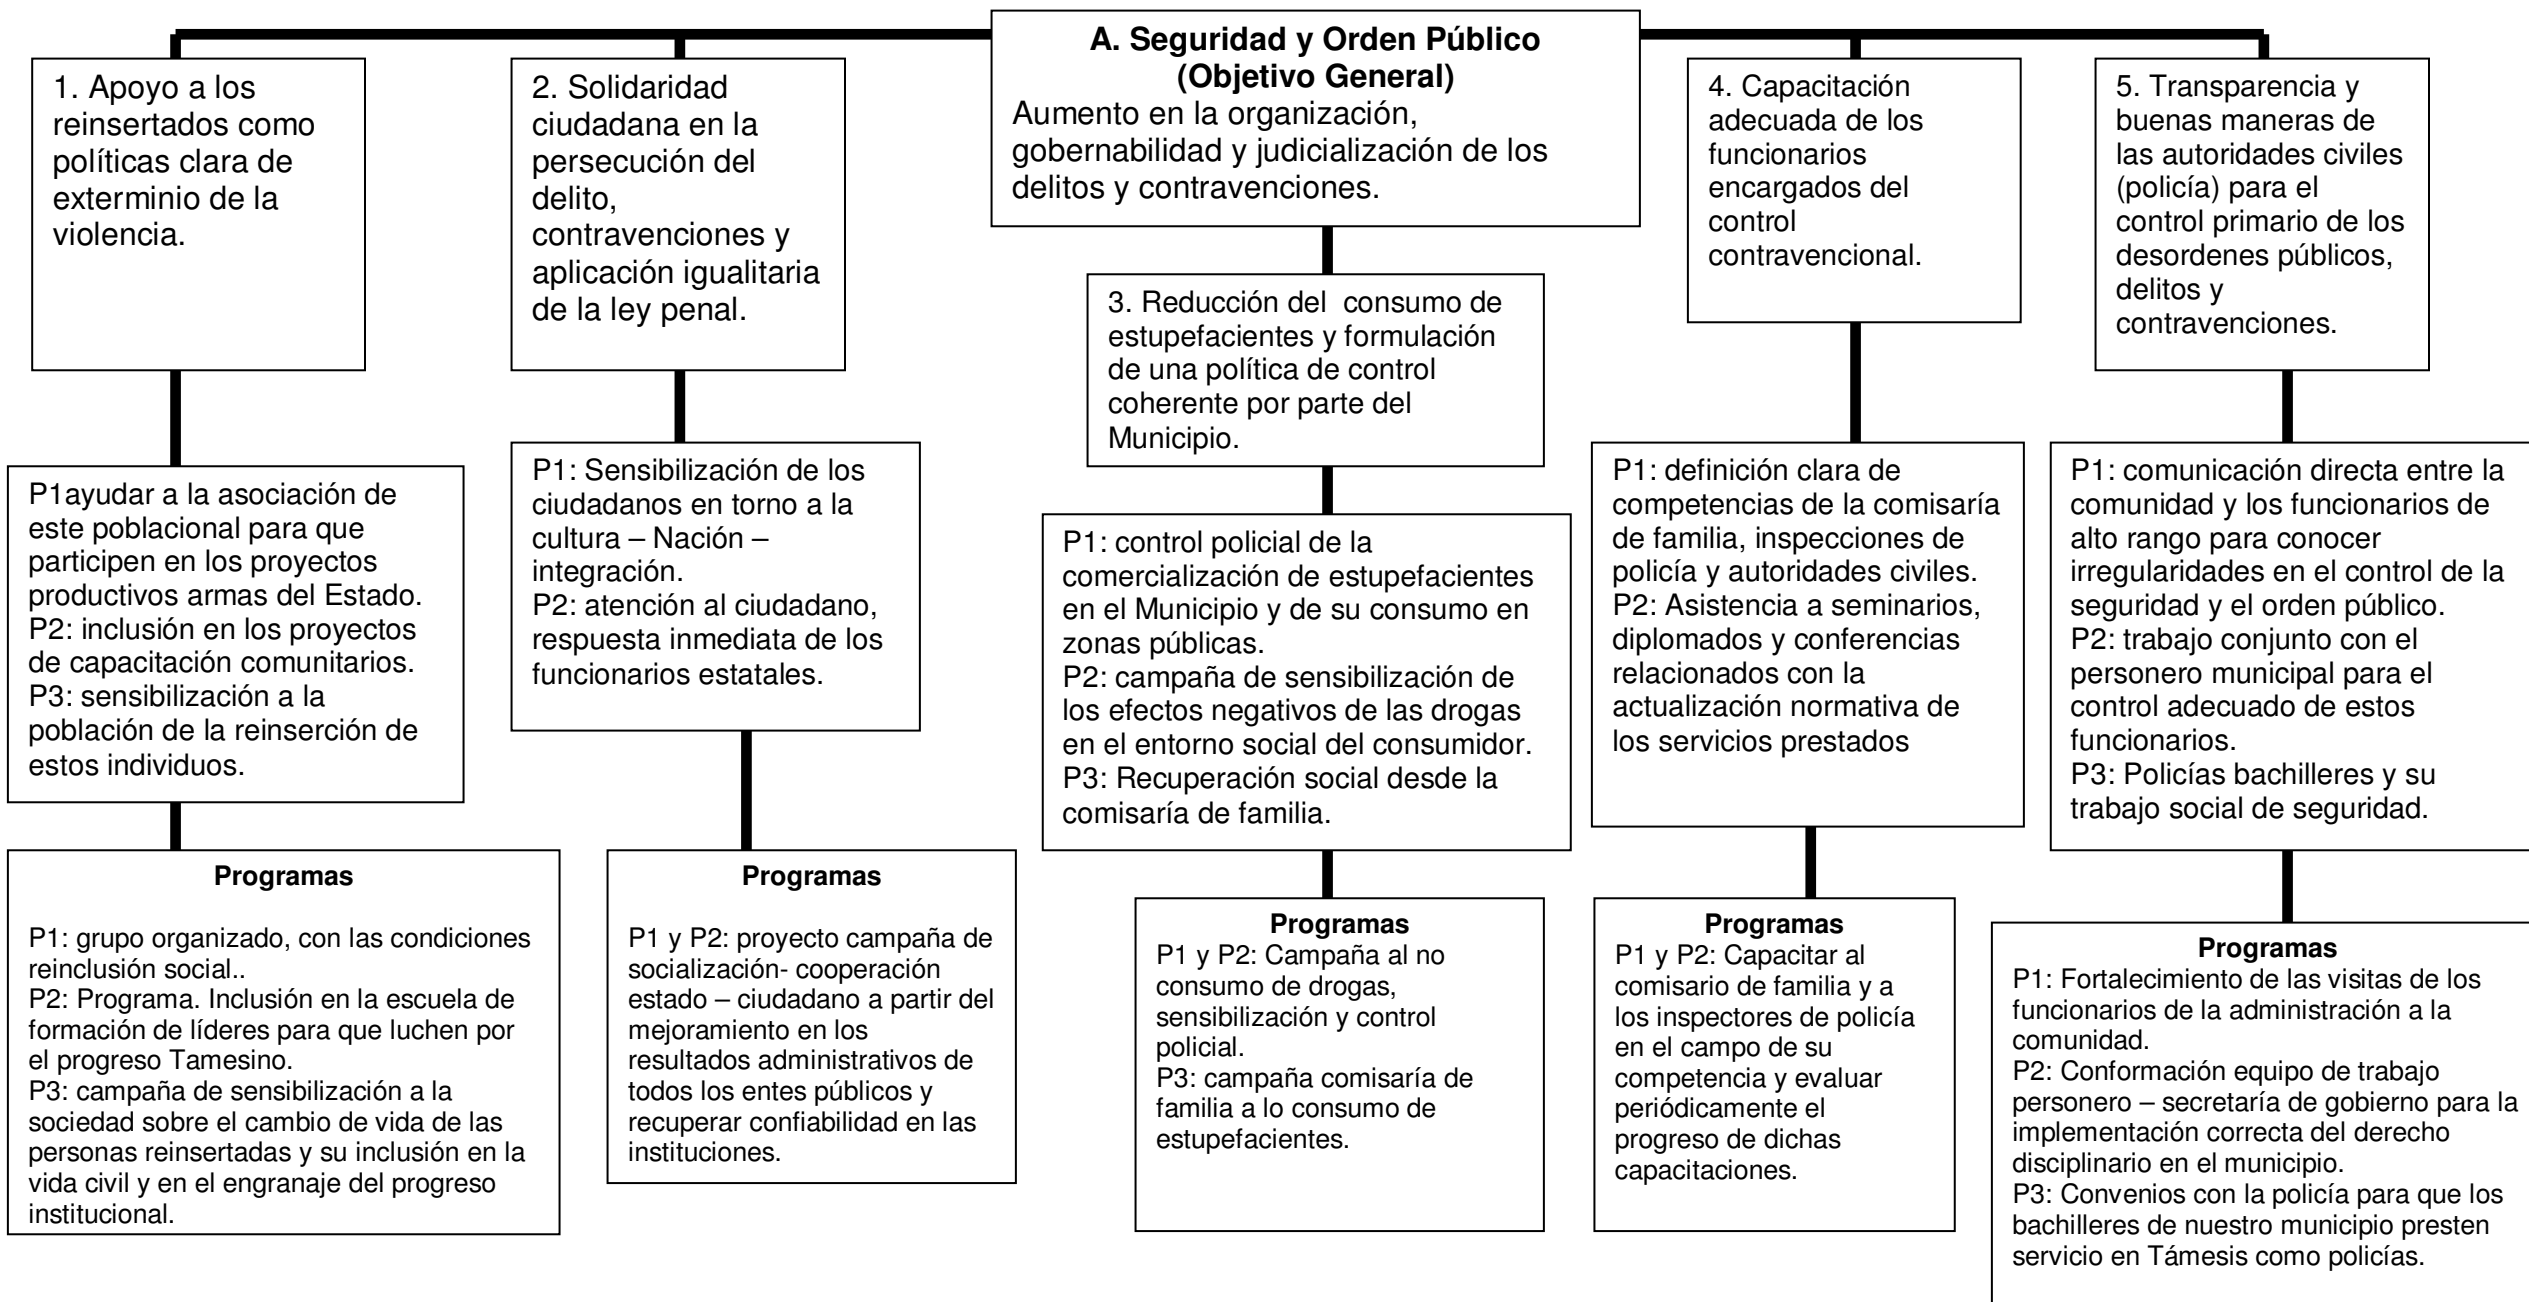 A. Seguridad y Orden Público
(Objetivo General)
Aumento en la organización,
gobernabilidad y judicialización de los
delitos y contravenciones.
1. Apoyo a los
reinsertados como
políticas clara de
exterminio de la
violencia.
2. Solidaridad
ciudadana en la
persecución del
delito,
contravenciones y
aplicación igualitaria
de la ley penal.
3. Reducción del  consumo de
estupefacientes y formulación
de una política de control
coherente por parte del
Municipio.
4. Capacitación
adecuada de los
funcionarios
encargados del
control
contravencional.
5. Transparencia y
buenas maneras de
las autoridades civiles
(policía) para el
control primario de los
desordenes públicos,
delitos y
contravenciones.
P1ayudar a la asociación de
este poblacional para que
participen en los proyectos
productivos armas del Estado.
P2: inclusión en los proyectos
de capacitación comunitarios.
P3: sensibilización a la
población de la reinserción de
estos individuos.
P1: Sensibilización de los
ciudadanos en torno a la
cultura – Nación –
integración.
P2: atención al ciudadano,
respuesta inmediata de los
funcionarios estatales.
P1: control policial de la
comercialización de estupefacientes
en el Municipio y de su consumo en
zonas públicas.
P2: campaña de sensibilización de
los efectos negativos de las drogas
en el entorno social del consumidor.
P3: Recuperación social desde la
comisaría de familia.
P1: definición clara de
competencias de la comisaría
de familia, inspecciones de
policía y autoridades civiles.
P2: Asistencia a seminarios,
diplomados y conferencias
relacionados con la
actualización normativa de
los servicios prestados
P1: comunicación directa entre la
comunidad y los funcionarios de
alto rango para conocer
irregularidades en el control de la
seguridad y el orden público.
P2: trabajo conjunto con el
personero municipal para el
control adecuado de estos
funcionarios.
P3: Policías bachilleres y su
trabajo social de seguridad.
Programas
P1: grupo organizado, con las condiciones
reinclusión social..
P2: Programa. Inclusión en la escuela de
formación de líderes para que luchen por
el progreso Tamesino.
P3: campaña de sensibilización a la
sociedad sobre el cambio de vida de las
personas reinsertadas y su inclusión en la
vida civil y en el engranaje del progreso
institucional.
Programas
P1 y P2: proyecto campaña de
socialización- cooperación
estado – ciudadano a partir del
mejoramiento en los
resultados administrativos de
todos los entes públicos y
recuperar confiabilidad en las
instituciones.
Programas
P1 y P2: Campaña al no
consumo de drogas,
sensibilización y control
policial.
P3: campaña comisaría de
familia a lo consumo de
estupefacientes.
Programas
P1 y P2: Capacitar al
comisario de familia y a
los inspectores de policía
en el campo de su
competencia y evaluar
periódicamente el
progreso de dichas
capacitaciones.
Programas
P1: Fortalecimiento de las visitas de los
funcionarios de la administración a la
comunidad.
P2: Conformación equipo de trabajo
personero – secretaría de gobierno para la
implementación correcta del derecho
disciplinario en el municipio.
P3: Convenios con la policía para que los
bachilleres de nuestro municipio presten
servicio en Támesis como policías.